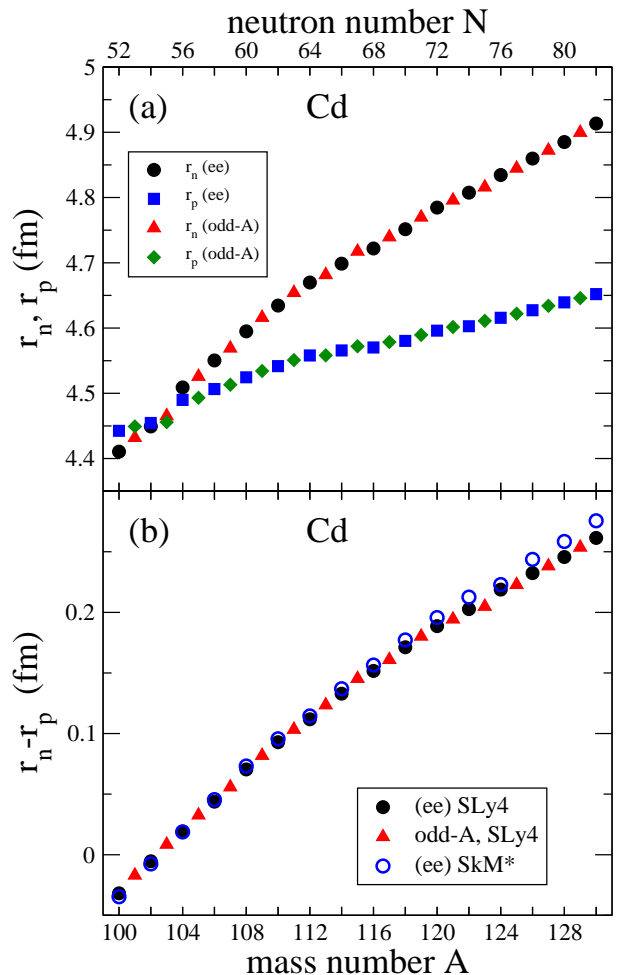 neutron number N
52 56 60 64 68 72 76 80
5
(a) Cd
4.9
r_n (ee)
r_p (ee)
r_n (odd-A)
r_p (odd-A)
4.8
4.7
4.6
4.5
4.4
r_n, r_p (fm)
(b) Cd
0.2
0.1
0
r_n-r_p (fm)
(ee) SLy4
odd-A, SLy4
(ee) SkM*
100 104 108 112 116 120 124 128
mass number A